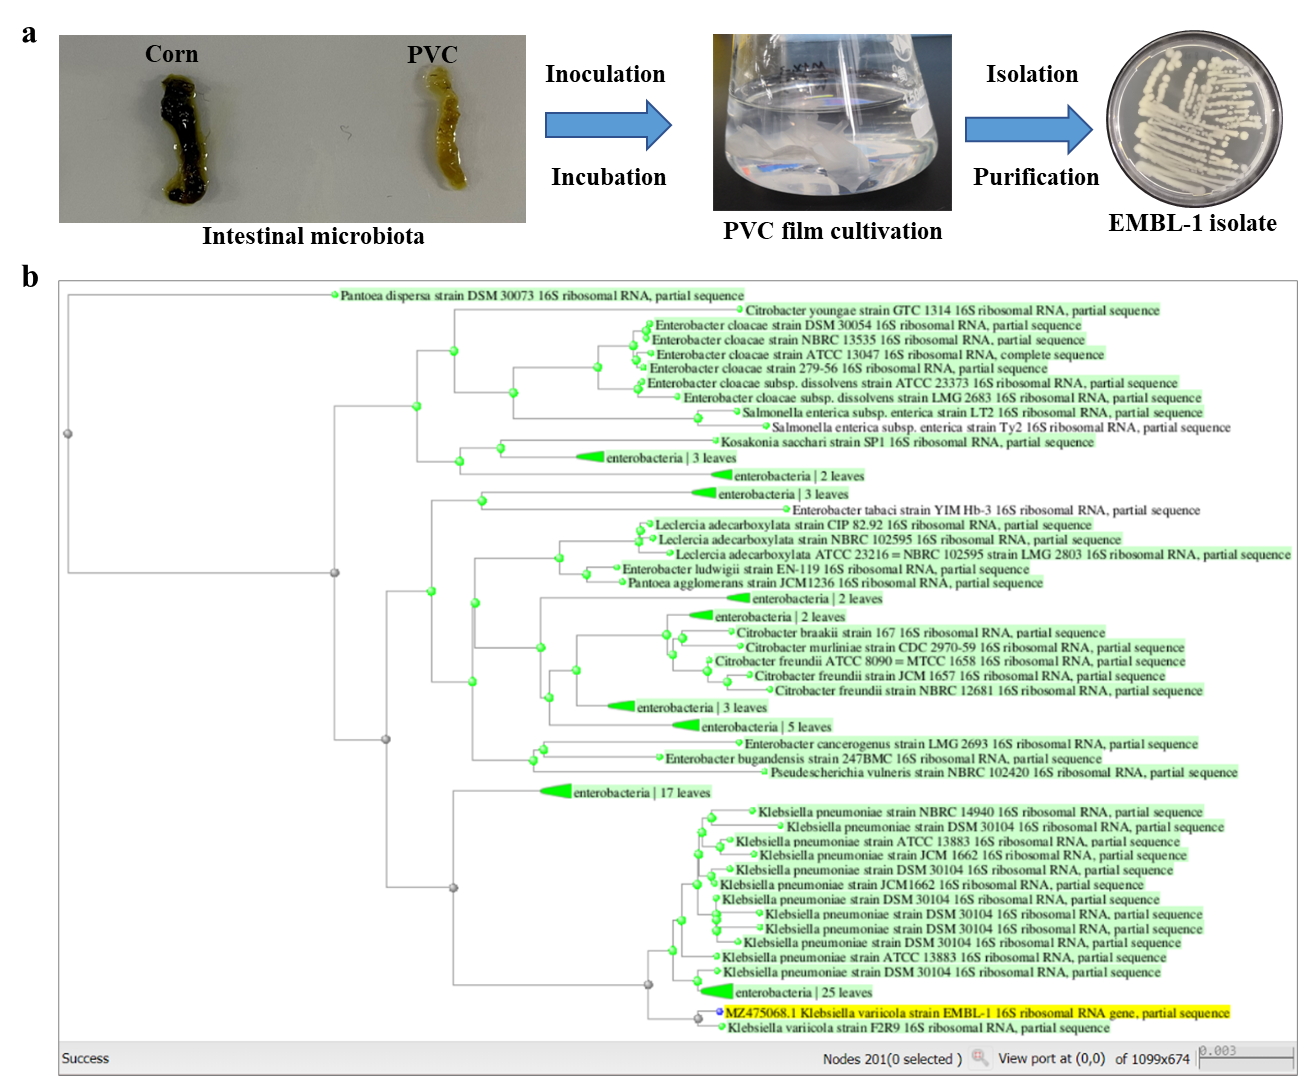 a
Corn
PVC
Intestinal microbiota
Inoculation
Incubation
PVC film cultivation
Isolation
Purification
EMBL-1 isolate
b
Pantoea dispersa strain DSM 30073 16S ribosomal RNA, partial sequence
Citrobacter youngae strain GTC 1314 16S ribosomal RNA, partial sequence
Enterobacter cloacae strain DSM 30054 16S ribosomal RNA, partial sequence
Enterobacter cloacae strain NBRC 13535 16S ribosomal RNA, partial sequence
Enterobacter cloacae strain ATCC 13047 16S ribosomal RNA, complete sequence
Enterobacter cloacae strain 279-56 16S ribosomal RNA, partial sequence
Enterobacter cloacae subsp. dissolvens strain ATCC 23373 16S ribosomal RNA, partial sequence
Enterobacter cloacae subsp. dissolvens strain LMG 2683 16S ribosomal RNA, partial sequence
Salmonella enterica subsp. enterica strain LT2 16S ribosomal RNA, partial sequence
Salmonella enterica subsp. enterica strain Ty2 16S ribosomal RNA, partial sequence
Kosakonia sacchari strain SP1 16S ribosomal RNA, partial sequence
enterobacteria | 3 leaves
enterobacteria | 2 leaves
enterobacteria | 3 leaves
Enterobacter tabaci strain YIM Hb-3 16S ribosomal RNA, partial sequence
Leclercia adecarboxylata strain CIP 82.92 16S ribosomal RNA, partial sequence
Leclercia adecarboxylata strain NBRC 102595 16S ribosomal RNA, partial sequence
Leclercia adecarboxylata ATCC 23216 = NBRC 102595 strain LMG 2803 16S ribosomal RNA, partial sequence
Enterobacter ludwigii strain EN-119 16S ribosomal RNA, partial sequence
Pantoea agglomerans strain JCM1236 16S ribosomal RNA, partial sequence
enterobacteria | 2 leaves
enterobacteria | 2 leaves
Citrobacter braakii strain 167 16S ribosomal RNA, partial sequence
Citrobacter murliniae strain CDC 2970-59 16S ribosomal RNA, partial sequence
Citrobacter freundii ATCC 8090 = MTCC 1658 16S ribosomal RNA, partial sequence
Citrobacter freundii strain JCM 1657 16S ribosomal RNA, partial sequence
Citrobacter freundii strain NBRC 12681 16S ribosomal RNA, partial sequence
enterobacteria | 3 leaves
enterobacteria | 5 leaves
Enterobacter cancerogenus strain LMG 2693 16S ribosomal RNA, partial sequence
Enterobacter bugandensis strain 247BMC 16S ribosomal RNA, partial sequence
Pseudescherichia vulneris strain NBRC 102420 16S ribosomal RNA, partial sequence
enterobacteria | 17 leaves
Klebsiella pneumoniae strain NBRC 14940 16S ribosomal RNA, partial sequence
Klebsiella pneumoniae strain DSM 30104 16S ribosomal RNA, partial sequence
Klebsiella pneumoniae strain ATCC 13883 16S ribosomal RNA, partial sequence
Klebsiella pneumoniae strain JCM 1662 16S ribosomal RNA, partial sequence
Klebsiella pneumoniae strain DSM 30104 16S ribosomal RNA, partial sequence
Klebsiella pneumoniae strain JCM1662 16S ribosomal RNA, partial sequence
Klebsiella pneumoniae strain DSM 30104 16S ribosomal RNA, partial sequence
Klebsiella pneumoniae strain DSM 30104 16S ribosomal RNA, partial sequence
Klebsiella pneumoniae strain DSM 30104 16S ribosomal RNA, partial sequence
Klebsiella pneumoniae strain DSM 30104 16S ribosomal RNA, partial sequence
Klebsiella pneumoniae strain ATCC 13883 16S ribosomal RNA, partial sequence
Klebsiella pneumoniae strain DSM 30104 16S ribosomal RNA, partial sequence
enterobacteria | 25 leaves
MZ475068.1 Klebsiella variicola strain EMBL-1 16S ribosomal RNA gene, partial sequence
Klebsiella variicola strain F2R9 16S ribosomal RNA, partial sequence
Success
Nodes 201(0 selected )
View port at (0,0) of 1099x674
0.003